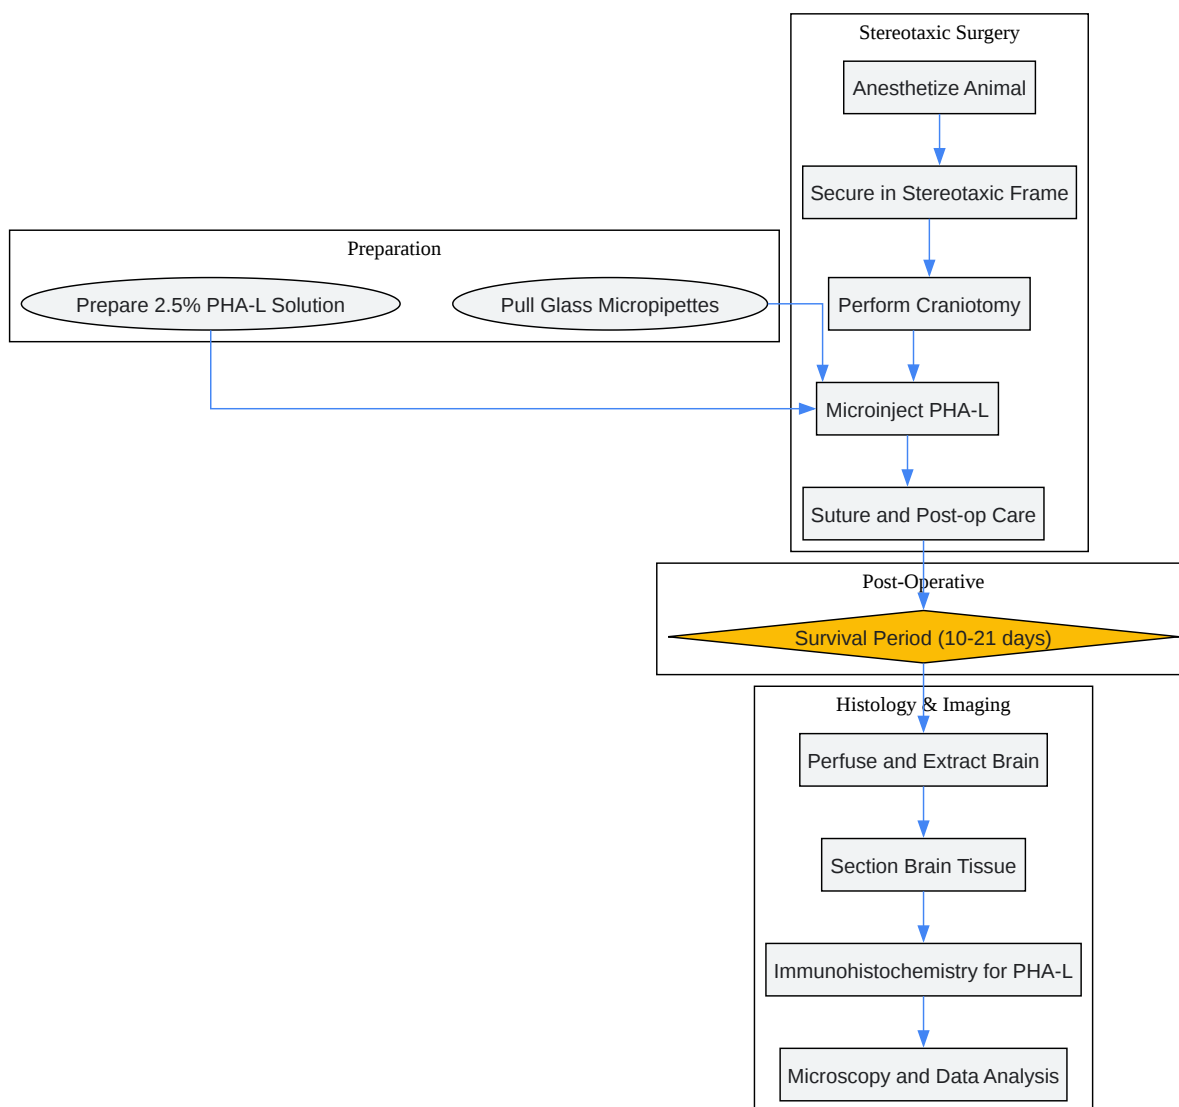 Stereotaxic Surgery
Anesthetize Animal
Secure in Stereotaxic Frame
Preparation
Prepare 2.5% PHA-L Solution
Pull Glass Micropipettes
Perform Craniotomy
Microinject PHA-L
Suture and Post-op Care
Post-Operative
Survival Period (10-21 days)
Histology & Imaging
Perfuse and Extract Brain
Section Brain Tissue
Immunohistochemistry for PHA-L
Microscopy and Data Analysis